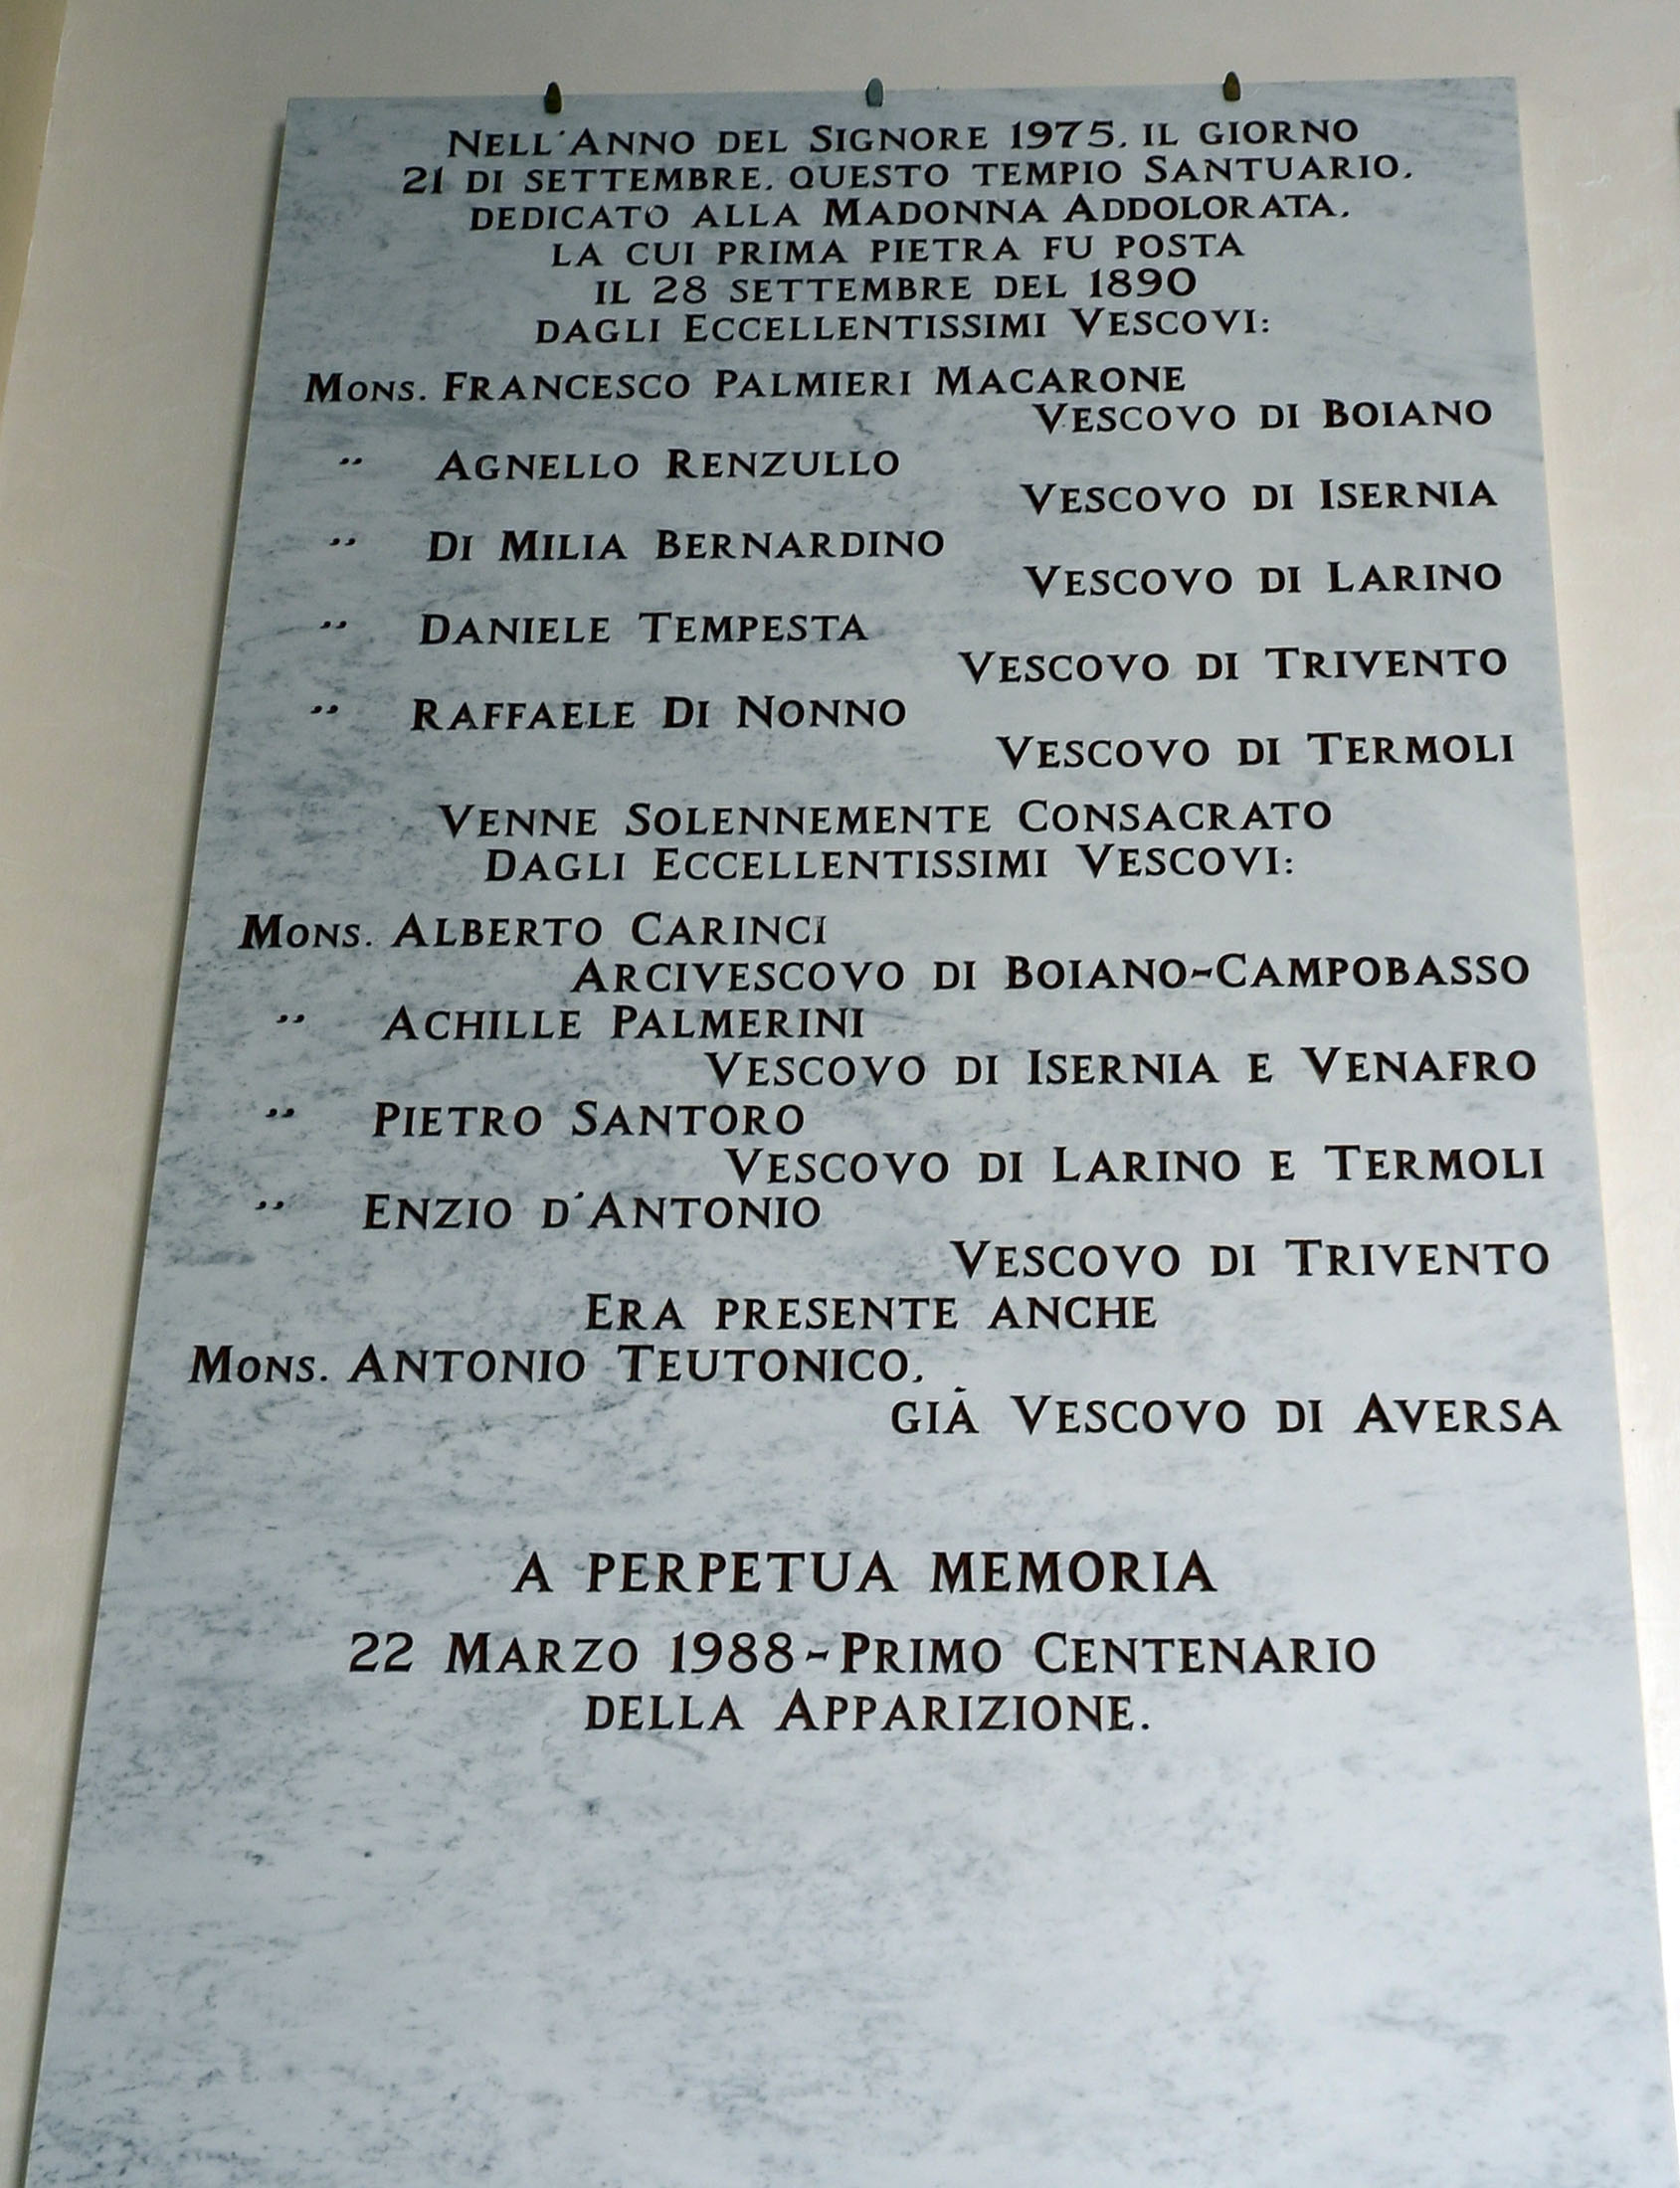 NELL'ANNO DEL SIGNORE 1975, IL GIORNO
21 DI SETTEMBRE, QUESTO TEMPIO SANTUARIO,
DEDICATO ALLA MADONNA ADDOLORATA,
LA CUI PRIMA PIETRA FU POSTA
IL 28 SETTEMBRE DEL 1890
DAGLI ECCELLENTISSIMI VESCOVI:
MONS. FRANCESCO PALMIERI MACARONE
VESCOVO DI BOIANO
" AGNELLO RENZULLO
VESCOVO DI ISERNIA
" DI MILIA BERNARDINO
VESCOVO DI LARINO
" DANIELE TEMPESTA
VESCOVO DI TRIVENTO
" RAFFAELE DI NONNO
VESCOVO DI TERMOLI
VENNE SOLENNEMENTE CONSACRATO
DAGLI ECCELLENTISSIMI VESCOVI:
MONS. ALBERTO CARINCI
ARCIVESCOVO DI BOIANO-CAMPOBASSO
" ACHILLE PALMERINI
VESCOVO DI ISERNIA E VENAFRO
" PIETRO SANTORO
VESCOVO DI LARINO E TERMOLI
" ENZIO D'ANTONIO
VESCOVO DI TRIVENTO
ERA PRESENTE ANCHE
MONS. ANTONIO TEUTONICO,
GIÀ VESCOVO DI AVERSA
A PERPETUA MEMORIA
22 MARZO 1988-PRIMO CENTENARIO
DELLA APPARIZIONE.